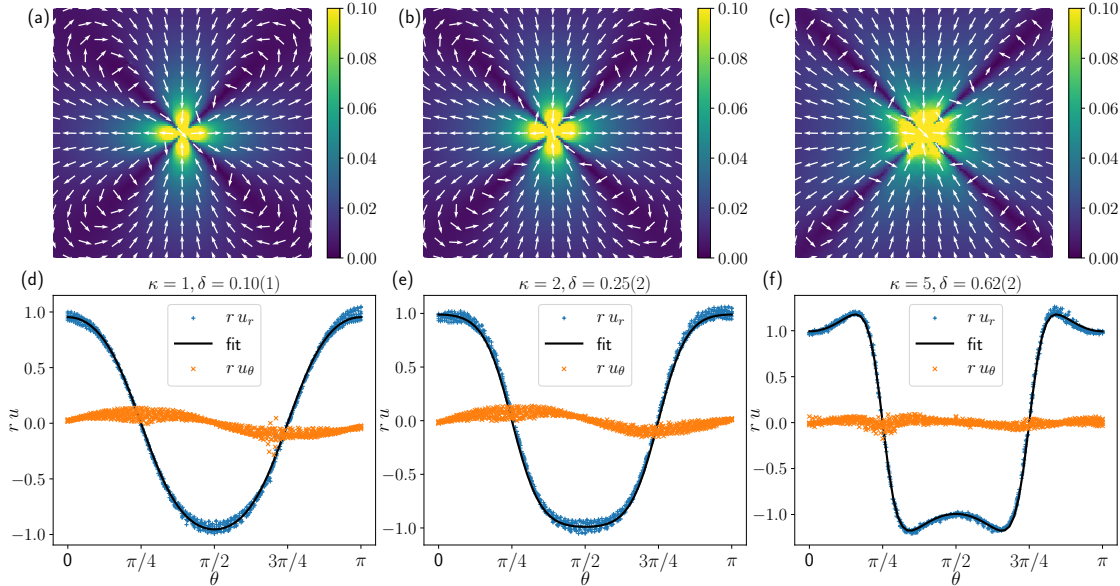 (a)
0.10
0.08
0.06
0.04
0.02
0.00
(b)
0.10
0.08
0.06
0.04
0.02
0.00
(c)
0.10
0.08
0.06
0.04
0.02
0.00
(d)
κ = 1, δ = 0.10(1)
r u_r
fit
r u_θ
1.0
0.5
0.0
−0.5
−1.0
r u
0
π/4
π/2
3π/4
π
θ
(e)
κ = 2, δ = 0.25(2)
r u_r
fit
r u_θ
1.0
0.5
0.0
−0.5
−1.0
r u
0
π/4
π/2
3π/4
π
θ
(f)
κ = 5, δ = 0.62(2)
r u_r
fit
r u_θ
1.0
0.5
0.0
−0.5
−1.0
r u
0
π/4
π/2
3π/4
π
θ